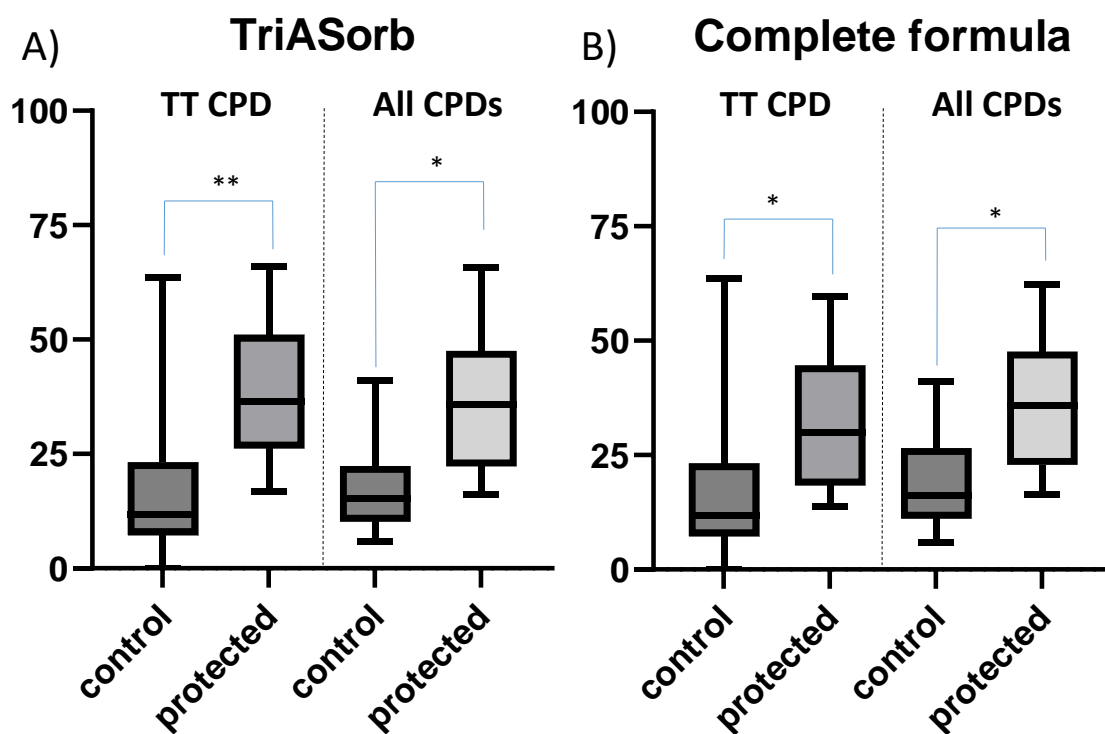 A)
TriASorb
TT CPD
All CPDs
100
75
50
25
0
**
*
control
protected
control
protected
B)
Complete formula
TT CPD
All CPDs
100
75
50
25
0
*
*
control
protected
control
protected